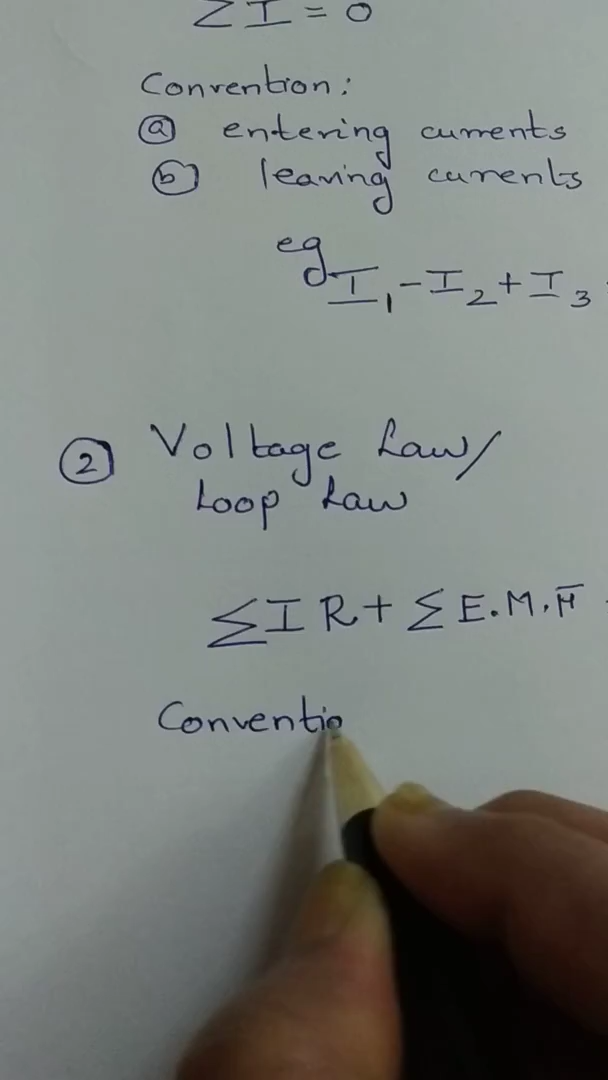 ΣI = 0
Convention:
ⓐ entering currents
ⓑ leaving currents
eg
I₁ - I₂ + I₃
② Voltage Law/
Loop Law
ΣIR + ΣE.M.F
Conventio